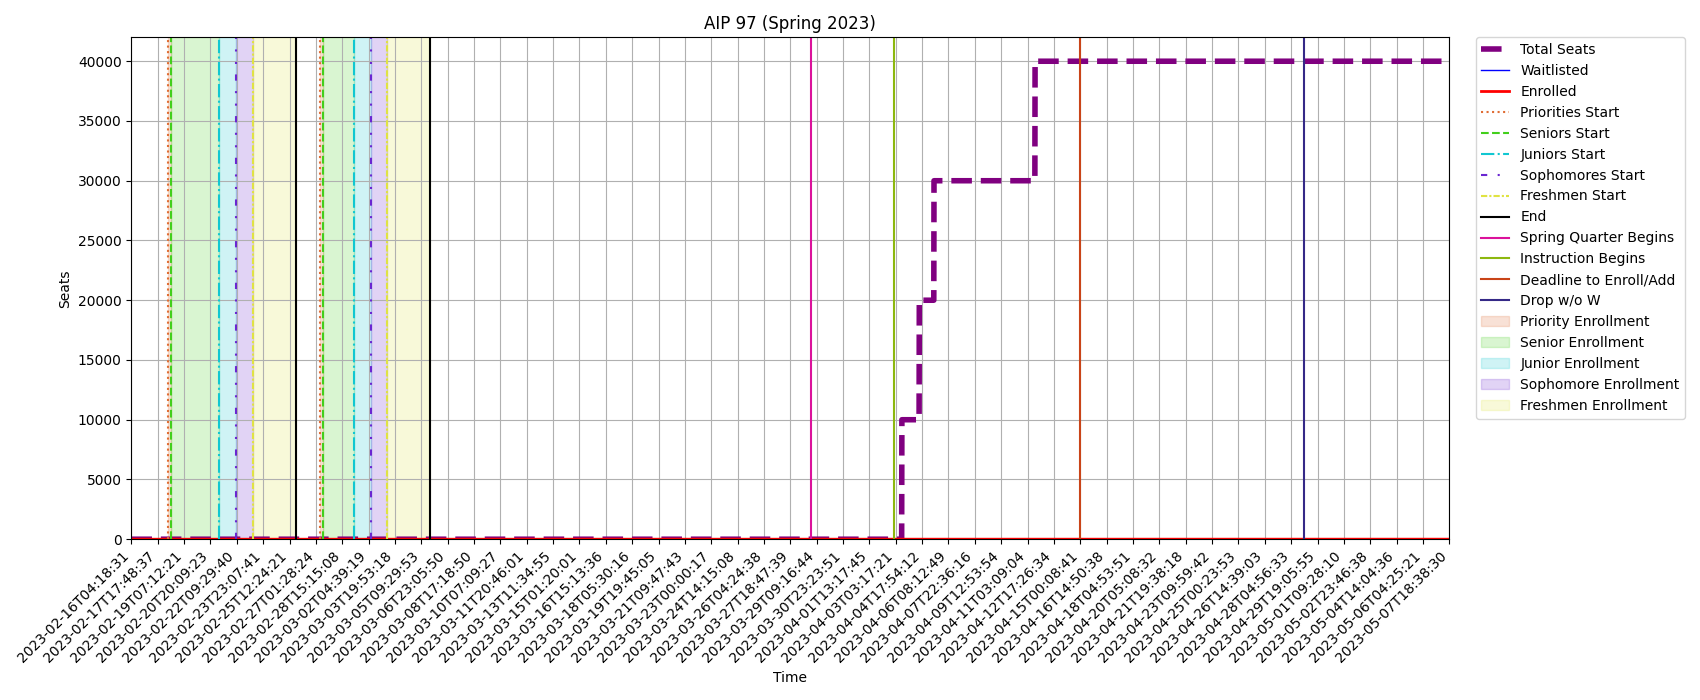 AIP 97 (Spring 2023)
Seats
40000
35000
30000
25000
20000
15000
10000
5000
0
2023-02-16T04:18:31
2023-02-17T17:48:37
2023-02-19T07:12:21
2023-02-20T20:09:23
2023-02-22T09:29:40
2023-02-23T23:07:41
2023-02-25T12:24:21
2023-02-27T01:28:24
2023-02-28T15:15:08
2023-03-02T04:39:19
2023-03-03T19:53:18
2023-03-05T09:29:53
2023-03-06T23:05:50
2023-03-08T17:18:50
2023-03-10T07:09:27
2023-03-11T20:46:01
2023-03-13T11:34:55
2023-03-15T01:20:01
2023-03-16T15:13:36
2023-03-18T05:30:16
2023-03-19T19:45:05
2023-03-21T09:47:43
2023-03-23T00:00:17
2023-03-24T14:15:08
2023-03-26T04:24:38
2023-03-27T18:47:39
2023-03-29T09:16:44
2023-03-30T23:23:51
2023-04-01T13:17:45
2023-04-03T03:17:21
2023-04-04T17:54:12
2023-04-06T08:12:49
2023-04-07T22:36:16
2023-04-09T12:53:54
2023-04-11T03:09:04
2023-04-12T17:26:34
2023-04-15T00:08:41
2023-04-16T14:50:38
2023-04-18T04:53:51
2023-04-20T05:08:32
2023-04-21T19:36:18
2023-04-23T09:59:42
2023-04-25T00:23:53
2023-04-26T14:39:03
2023-04-28T04:56:33
2023-04-29T19:05:55
2023-05-01T09:28:10
2023-05-02T23:46:38
2023-05-04T14:04:36
2023-05-06T04:25:21
2023-05-07T18:38:30
Time
Total Seats
Waitlisted
Enrolled
Priorities Start
Seniors Start
Juniors Start
Sophomores Start
Freshmen Start
End
Spring Quarter Begins
Instruction Begins
Deadline to Enroll/Add
Drop w/o W
Priority Enrollment
Senior Enrollment
Junior Enrollment
Sophomore Enrollment
Freshmen Enrollment